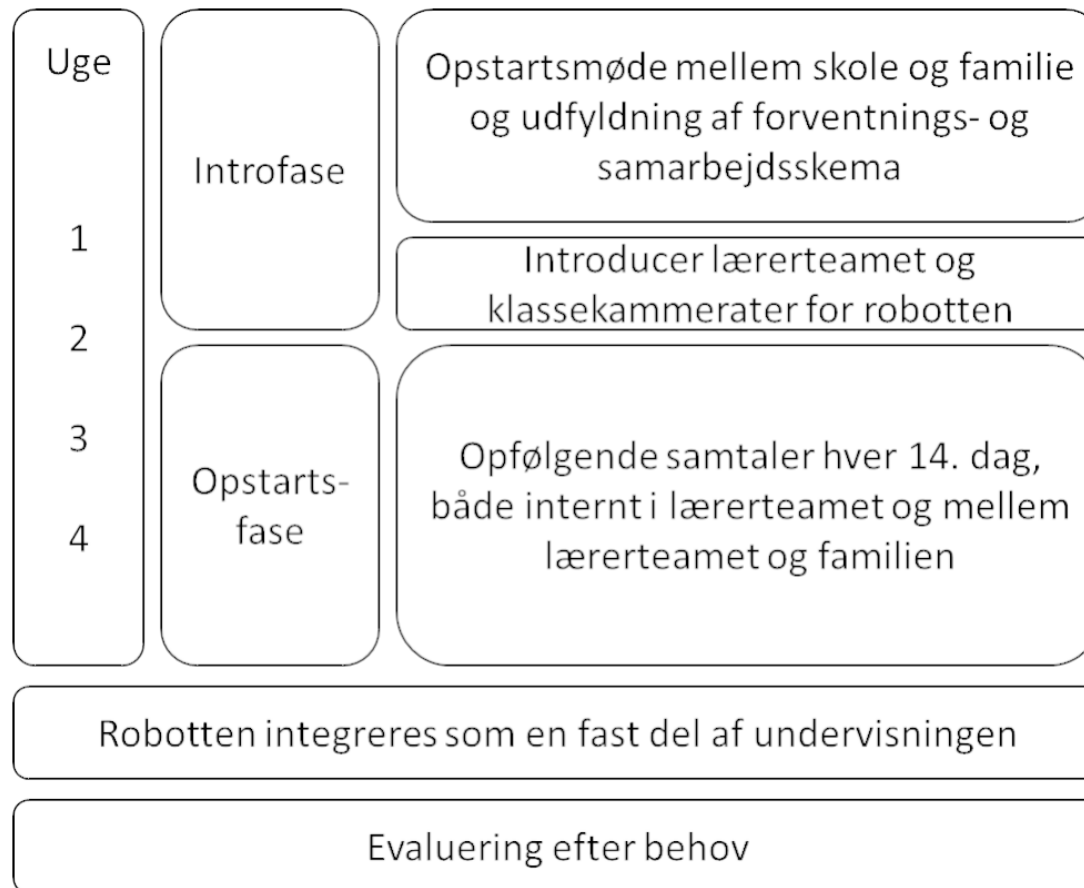 Uge
1
2
3
4
Introfase
Opstartsmøde mellem skole og familie
og udfyldning af forventnings- og
samarbejdsskema
Introducer lærerteamet og
klassekammerater for robotten
Opstarts-
fase
Opfølgende samtaler hver 14. dag,
både internt i lærerteamet og mellem
lærerteamet og familien
Robotten integreres som en fast del af undervisningen
Evaluering efter behov